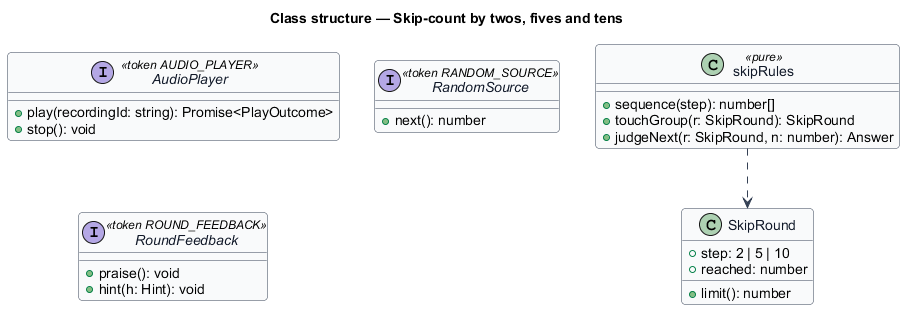 Class structure — Skip-count by twos, fives and tens
I
«token AUDIO_PLAYER»
AudioPlayer
play(recordingId: string): Promise<PlayOutcome>
stop(): void
I
«token RANDOM_SOURCE»
RandomSource
next(): number
C
«pure»
skipRules
sequence(step): number[]
touchGroup(r: SkipRound): SkipRound
judgeNext(r: SkipRound, n: number): Answer
I
«token ROUND_FEEDBACK»
RoundFeedback
praise(): void
hint(h: Hint): void
C
SkipRound
step: 2 | 5 | 10
reached: number
limit(): number